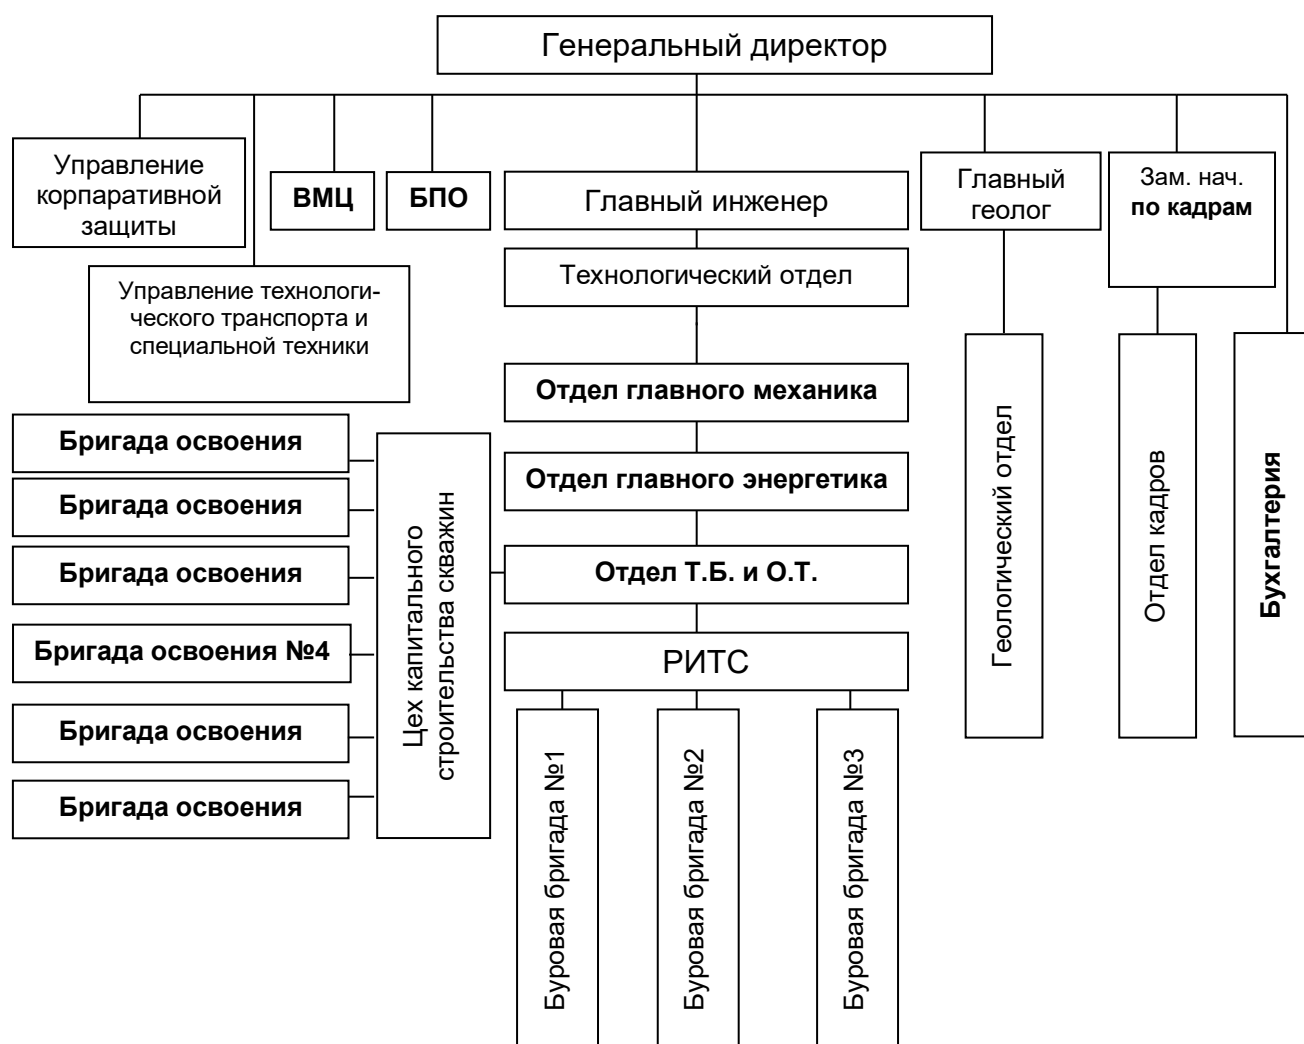 Генеральный директор
Управление
корпаративной
защиты
ВМЦ
БПО
Главный инженер
Главный
геолог
Зам. нач.
по кадрам
Управление технологи-
ческого транспорта и
специальной техники
Технологический отдел
Отдел главного механика
Отдел главного энергетика
Отдел Т.Б. и О.Т.
РИТС
Бригада освоения
Бригада освоения
Бригада освоения
Бригада освоения №4
Бригада освоения
Бригада освоения
Цех капитального
строительства скважин
Буровая бригада №1
Буровая бригада №2
Буровая бригада №3
Геологический отдел
Отдел кадров
Бухгалтерия